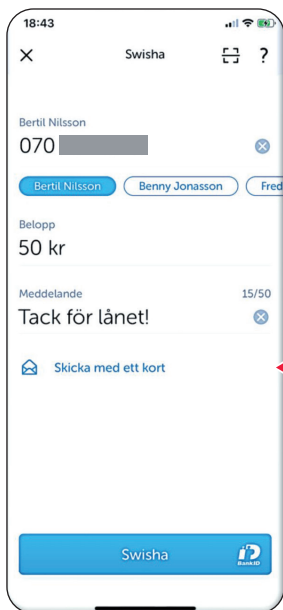 18:43
Swisha
?
Bertil Nilsson
070
Bertil Nilsson
Benny Jonasson
Fred
Belopp
50 kr
Meddelande
15/50
Tack för lånet!
Skicka med ett kort
Swisha
BankID